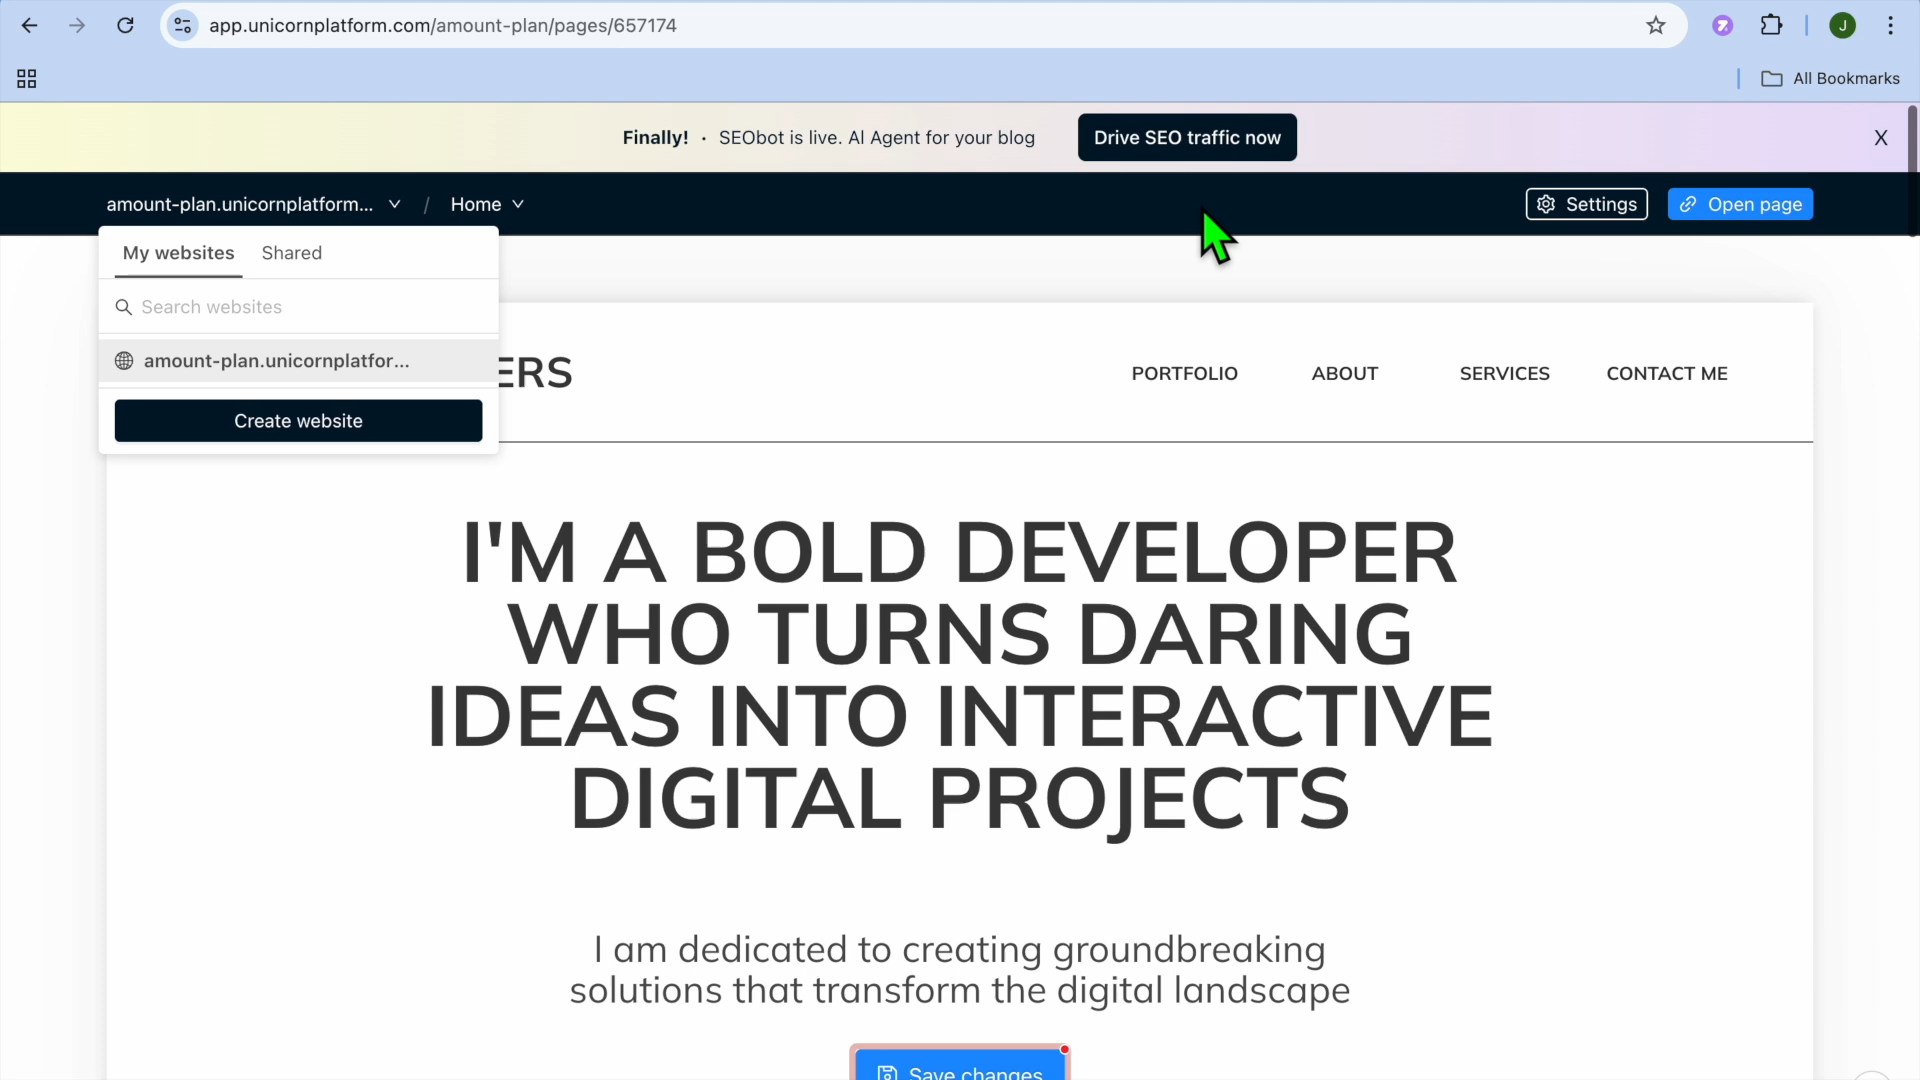 app.unicornplatform.com/amount-plan/pages/657174
J
All Bookmarks
Finally! · SEObot is live. AI Agent for your blog
Drive SEO traffic now
X
amount-plan.unicornplatform... / Home
Settings
Open page
My websites
Shared
Search websites
amount-plan.unicornplatfor...
Create website
ERS
PORTFOLIO
ABOUT
SERVICES
CONTACT ME
I'M A BOLD DEVELOPER
WHO TURNS DARING
IDEAS INTO INTERACTIVE
DIGITAL PROJECTS
I am dedicated to creating groundbreaking
solutions that transform the digital landscape
Save changes